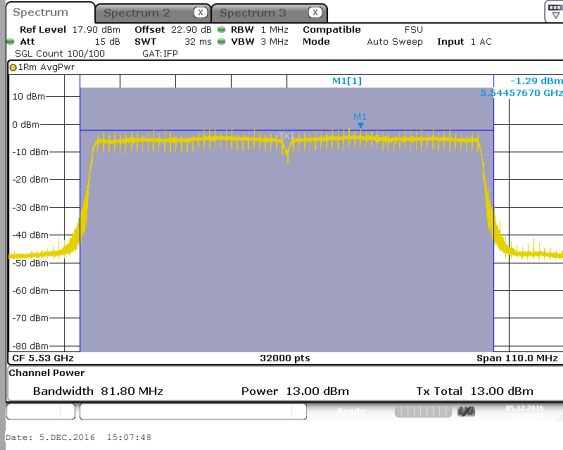 Spectrum Spectrum 2 X Spectrum 3 X
Ref Level 17.90 dBm Offset 22.90 dB RBW 1 MHz Compatible FSU
Att 15 dB SWT 32 ms VBW 3 MHz Mode Auto Sweep Input 1 AC
SGL Count 100/100 GAT:IFP
1Rm AvgPwr
M1[1] -1.29 dBm
5.54457670 GHz
10 dBm
M1
0 dBm
-10 dBm
-20 dBm
-30 dBm
-40 dBm
-50 dBm
-60 dBm
-70 dBm
-80 dBm
CF 5.53 GHz 32000 pts Span 110.0 MHz
Channel Power
Bandwidth 81.80 MHz Power 13.00 dBm Tx Total 13.00 dBm
Ready 05.12.2016
Date: 5.DEC.2016 15:07:48